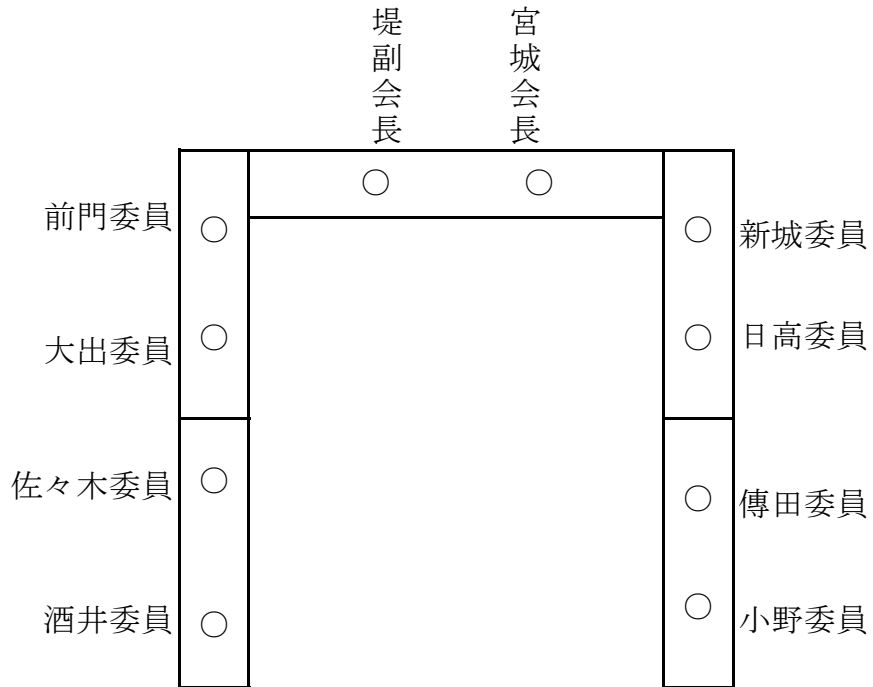 宮城会長
堤副会長
前門委員
新城委員
大出委員
日高委員
佐々木委員
傳田委員
酒井委員
小野委員